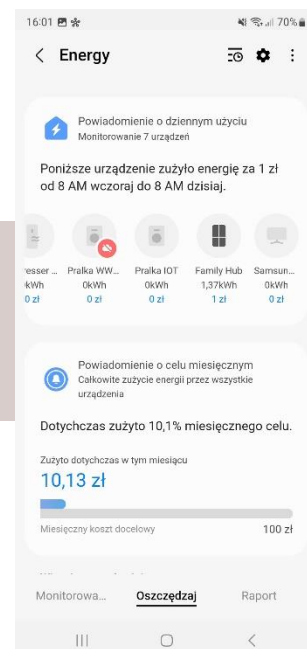 16:01
70%
Energy
Powiadomienie o dziennym użyciu
Monitorowanie 7 urządzeń
Poniższe urządzenie zużyło energię za 1 zł
od 8 AM wczoraj do 8 AM dzisiaj.
Pralka WW... Pralka IOT Family Hub Samsun...
kWh 0kWh 0kWh 1,37kWh 0kWh
0 zł 0 zł 0 zł 1 zł 0 zł
Powiadomienie o celu miesięcznym
Całkowite zużycie energii przez wszystkie
urządzenia
Dotychczas zużyto 10,1% miesięcznego celu.
Zużyto dotychczas w tym miesiącu
10,13 zł
Miesięczny koszt docelowy 100 zł
Monitorowa... Oszczędzaj Raport